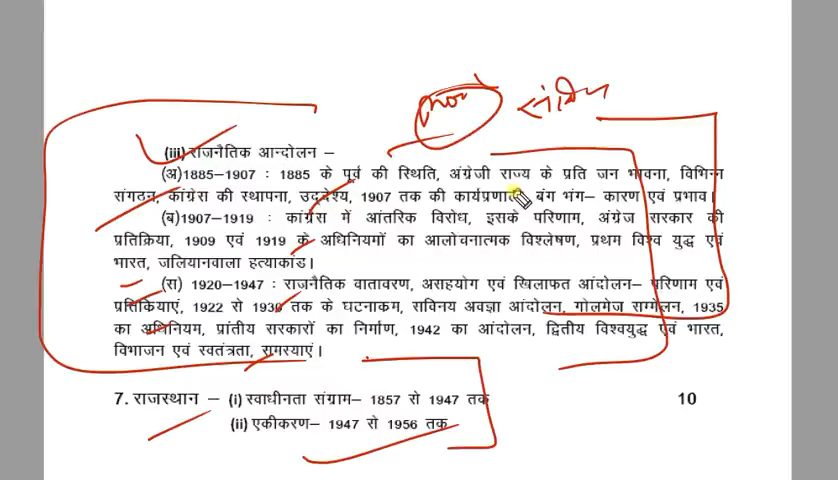 (iii) राजनैतिक आन्दोलन –
(अ)1885-1907 : 1885 के पूर्व की स्थिति, अंग्रेजी राज्य के प्रति जन भावना, विभिन्न
संगठन, कांग्रेस की स्थापना, उद्देश्य, 1907 तक की कार्यप्रणाली, बंग भंग– कारण एवं प्रभाव।
(ब)1907-1919 : कांग्रेस में आंतरिक विरोध, इसके परिणाम, अंग्रेज सरकार की
प्रतिक्रिया, 1909 एवं 1919 के अधिनियमों का आलोचनात्मक विश्लेषण, प्रथम विश्व युद्ध एवं
भारत, जलियानवाला हत्याकांड।
(स) 1920-1947 : राजनैतिक वातावरण, असहयोग एवं खिलाफत आंदोलन– परिणाम एवं
प्रतिकियाएं, 1922 से 1930 तक के घटनाकम, सविनय अवज्ञा आंदोलन, गोलमेज सम्मेलन, 1935
का अधिनियम, प्रांतीय सरकारों का निर्माण, 1942 का आंदोलन, द्वितीय विश्वयुद्ध एवं भारत,
विभाजन एवं स्वतंत्रता, समस्याएं।
7. राजस्थान – (i) स्वाधीनता संग्राम– 1857 से 1947 तक 10
(ii) एकीकरण– 1947 से 1956 तक